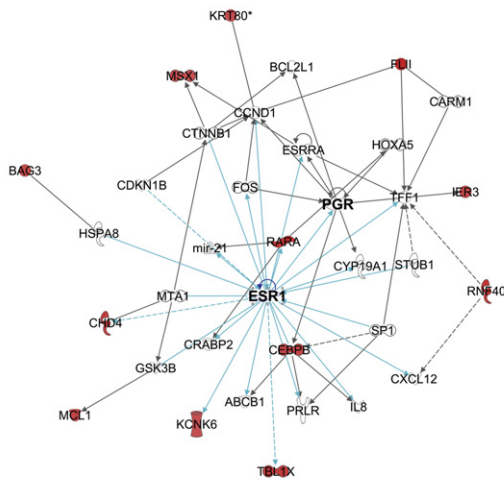 KRT80*
BCL2L1
FLII
MSX1
CARM1
CCND1
CTNNB1
ESRRA
HOXA5
BAG3
CDKN1B
FOS
PGR
TFF1
IER3
HSPA8
mir-21
RARA
CYP19A1
STUB1
MTA1
ESR1
RNF40
CHD4
SP1
CRABP2
CEBPB
GSK3B
CXCL12
MCL1
ABCB1
PRLR
IL8
KCNK6
TBL1X